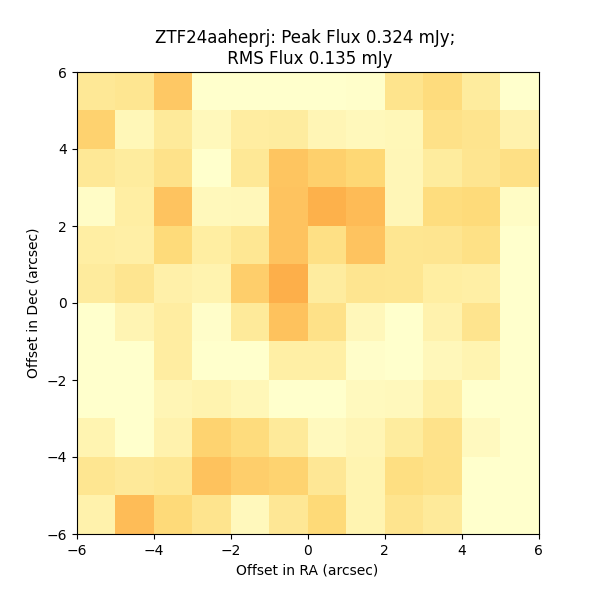 ZTF24aaheprj: Peak Flux 0.324 mJy;
RMS Flux 0.135 mJy
6
4
2
0
−2
−4
−6
Offset in Dec (arcsec)
−6 −4 −2 0 2 4 6
Offset in RA (arcsec)